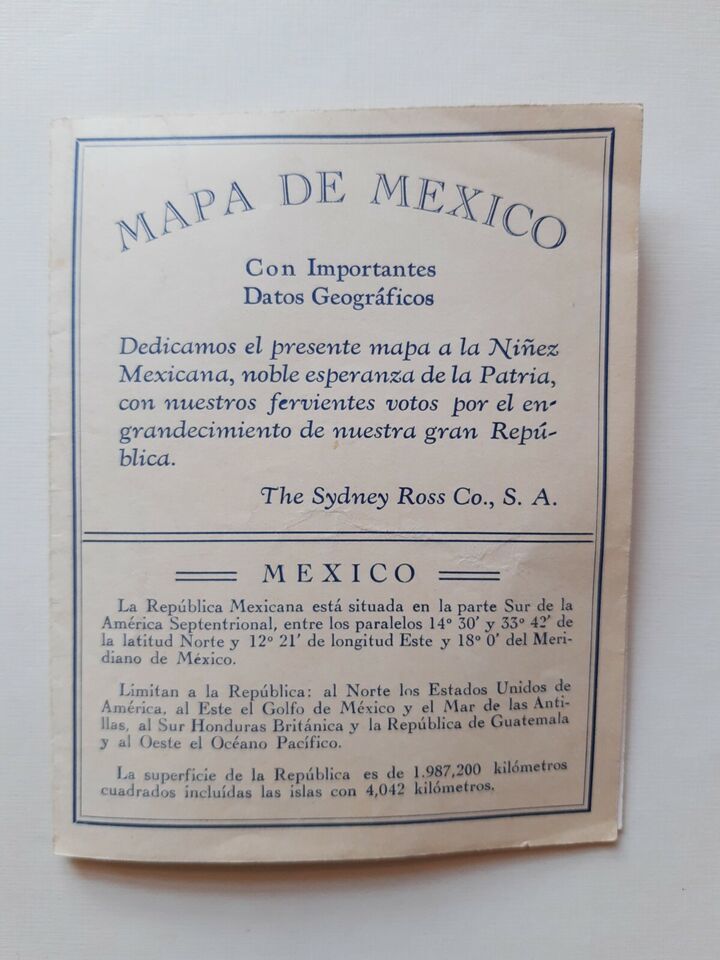 MAPA DE MEXICO
Con Importantes
Datos Geográficos
Dedicamos el presente mapa a la Niñez
Mexicana, noble esperanza de la Patria,
con nuestros fervientes votos por el en-
grandecimiento de nuestra gran Repú-
blica.
The Sydney Ross Co., S. A.
MEXICO
La República Mexicana está situada en la parte Sur de la
América Septentrional, entre los paralelos 14º 30' y 33º 42' de
la latitud Norte y 12º 21' de longitud Este y 18º 0' del Meri-
diano de México.
Limitan a la República: al Norte los Estados Unidos de
América, al Este el Golfo de México y el Mar de las Anti-
llas, al Sur Honduras Británica y la República de Guatemala
y al Oeste el Océano Pacífico.
La superficie de la República es de 1.987,200 kilómetros
cuadrados incluídas las islas con 4,042 kilómetros.